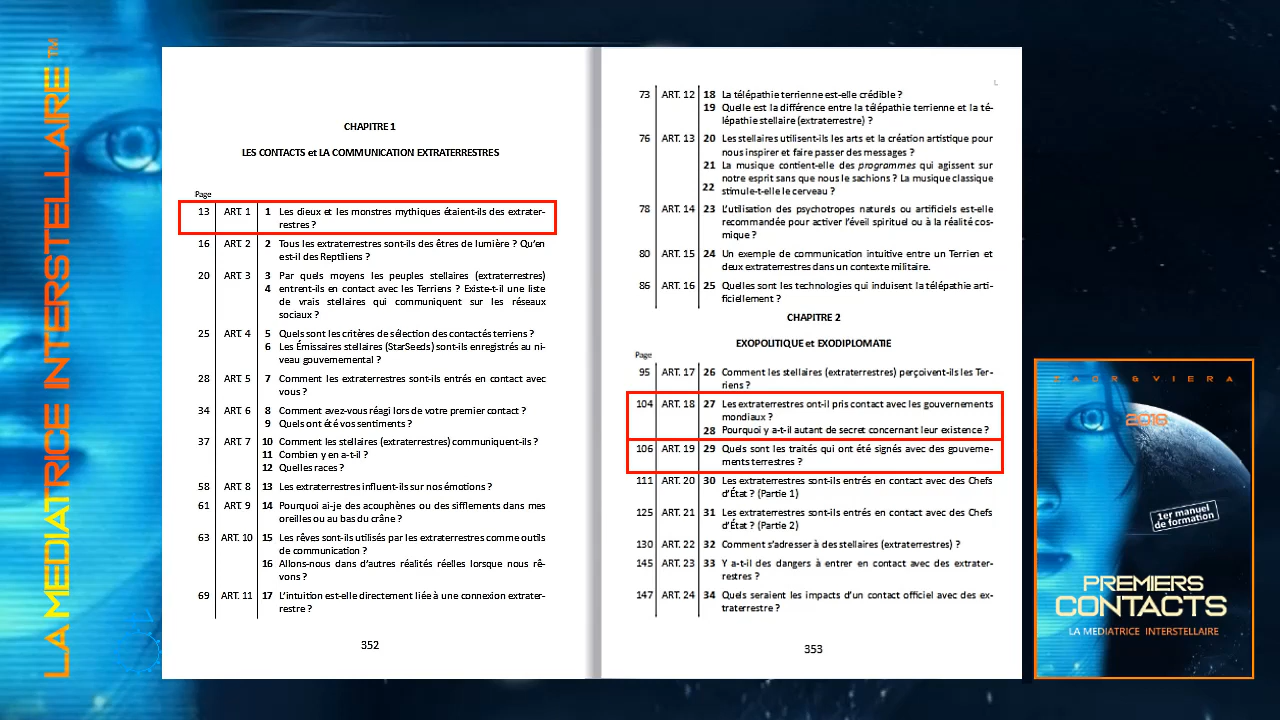 LA MEDIATRICE INTERSTELLAIRE™
CHAPITRE 1
LES CONTACTS et LA COMMUNICATION EXTRATERRESTRES
Page
13 ART. 1 1 Les dieux et les monstres mythiques étaient-ils des extrater-
restres ?
16 ART. 2 2 Tous les extraterrestres sont-ils des êtres de lumière ? Qu'en
est-il des Reptiliens ?
20 ART. 3 3 Par quels moyens les peuples stellaires (extraterrestres)
4 entrent-ils en contact avec les Terriens ? Existe-t-il une liste
de vrais stellaires qui communiquent sur les réseaux
sociaux ?
25 ART. 4 5 Quels sont les critères de sélection des contactés terriens ?
6 Les Émissaires stellaires (StarSeeds) sont-ils enregistrés au ni-
veau gouvernemental ?
28 ART. 5 7 Comment les extraterrestres sont-ils entrés en contact avec
vous ?
34 ART. 6 8 Comment avez-vous réagi lors de votre premier contact ?
9 Quels ont été vos sentiments ?
37 ART. 7 10 Comment les stellaires (extraterrestres) communiquent-ils ?
11 Combien y en a-t-il ?
12 Quelles races ?
58 ART. 8 13 Les extraterrestres influent-ils sur nos émotions ?
61 ART. 9 14 Pourquoi ai-je des acouphènes ou des sifflements dans mes
oreilles ou au bas du crâne ?
63 ART. 10 15 Les rêves sont-ils utilisés par les extraterrestres comme outils
de communication ?
16 Allons-nous dans d'autres réalités réelles lorsque nous rê-
vons ?
69 ART. 11 17 L'intuition est-elle directement liée à une connexion extrater-
restre ?
352
73 ART. 12 18 La télépathie terrienne est-elle crédible ?
19 Quelle est la différence entre la télépathie terrienne et la té-
lépathie stellaire (extraterrestre) ?
76 ART. 13 20 Les stellaires utilisent-ils les arts et la création artistique pour
nous inspirer et faire passer des messages ?
21 La musique contient-elle des programmes qui agissent sur
notre esprit sans que nous le sachions ? La musique classique
22 stimule-t-elle le cerveau ?
78 ART. 14 23 L'utilisation des psychotropes naturels ou artificiels est-elle
recommandée pour activer l'éveil spirituel ou à la réalité cos-
mique ?
80 ART. 15 24 Un exemple de communication intuitive entre un Terrien et
deux extraterrestres dans un contexte militaire.
86 ART. 16 25 Quelles sont les technologies qui induisent la télépathie arti-
ficiellement ?
CHAPITRE 2
EXOPOLITIQUE et EXODIPLOMATIE
Page
95 ART. 17 26 Comment les stellaires (extraterrestres) perçoivent-ils les Ter-
riens ?
104 ART. 18 27 Les extraterrestres ont-il pris contact avec les gouvernements
mondiaux ?
28 Pourquoi y a-t-il autant de secret concernant leur existence ?
106 ART. 19 29 Quels sont les traités qui ont été signés avec des gouverne-
ments terrestres ?
111 ART. 20 30 Les extraterrestres sont-ils entrés en contact avec des Chefs
d'État ? (Partie 1)
125 ART. 21 31 Les extraterrestres sont-ils entrés en contact avec des Chefs
d'État ? (Partie 2)
130 ART. 22 32 Comment s'adresser à des stellaires (extraterrestres) ?
145 ART. 23 33 Y a-t-il des dangers à entrer en contact avec des extrater-
restres ?
147 ART. 24 34 Quels seraient les impacts d'un contact officiel avec des ex-
traterrestre ?
353
2016
1er manuel
de formation
PREMIERS
CONTACTS
LA MEDIATRICE INTERSTELLAIRE